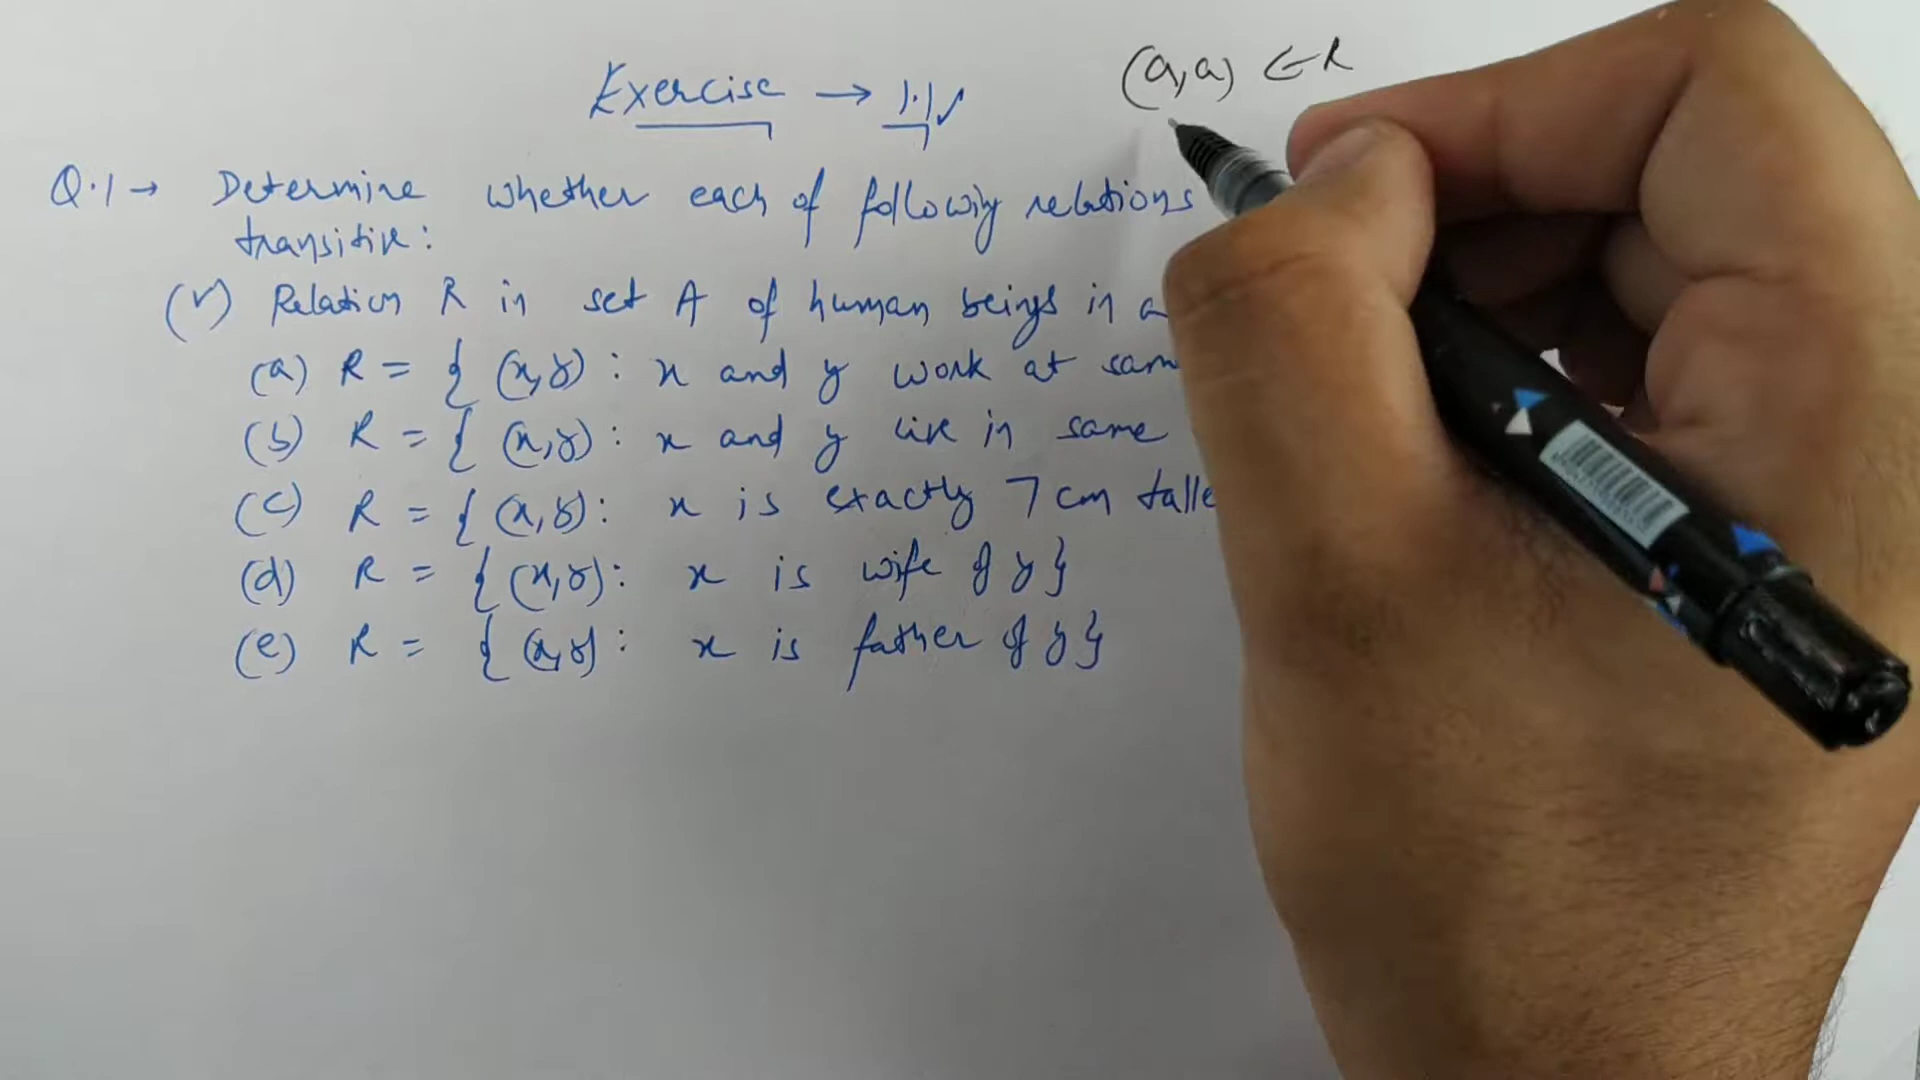 Exercise → 1.1 ✓
(a,a) ∈ R
Q.1 → Determine whether each of following relations
transitive:
(v) Relation R in set A of human beings in a
(a) R = { (x,y) : x and y work at sam
(b) R = { (x,y) : x and y live in same
(c) R = { (x,y) : x is exactly 7 cm talle
(d) R = { (x,y) : x is wife of y }
(e) R = { (x,y) : x is father of y }